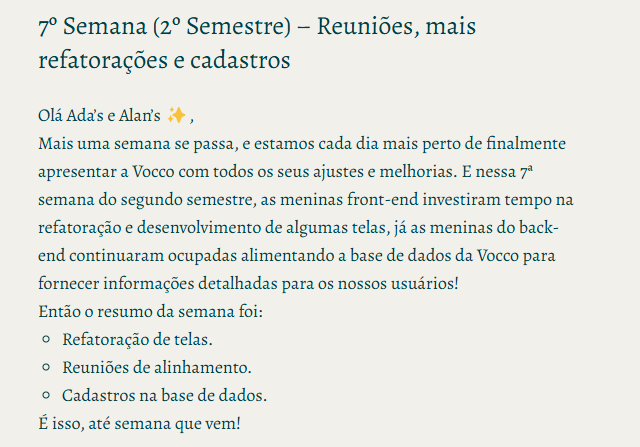 7º Semana (2º Semestre) – Reuniões, mais
refatorações e cadastros
Olá Ada’s e Alan’s ✨ ,
Mais uma semana se passa, e estamos cada dia mais perto de finalmente
apresentar a Vocco com todos os seus ajustes e melhorias. E nessa 7ª
semana do segundo semestre, as meninas front-end investiram tempo na
refatoração e desenvolvimento de algumas telas, já as meninas do back-
end continuaram ocupadas alimentando a base de dados da Vocco para
fornecer informações detalhadas para os nossos usuários!
Então o resumo da semana foi:
◦ Refatoração de telas.
◦ Reuniões de alinhamento.
◦ Cadastros na base de dados.
É isso, até semana que vem!